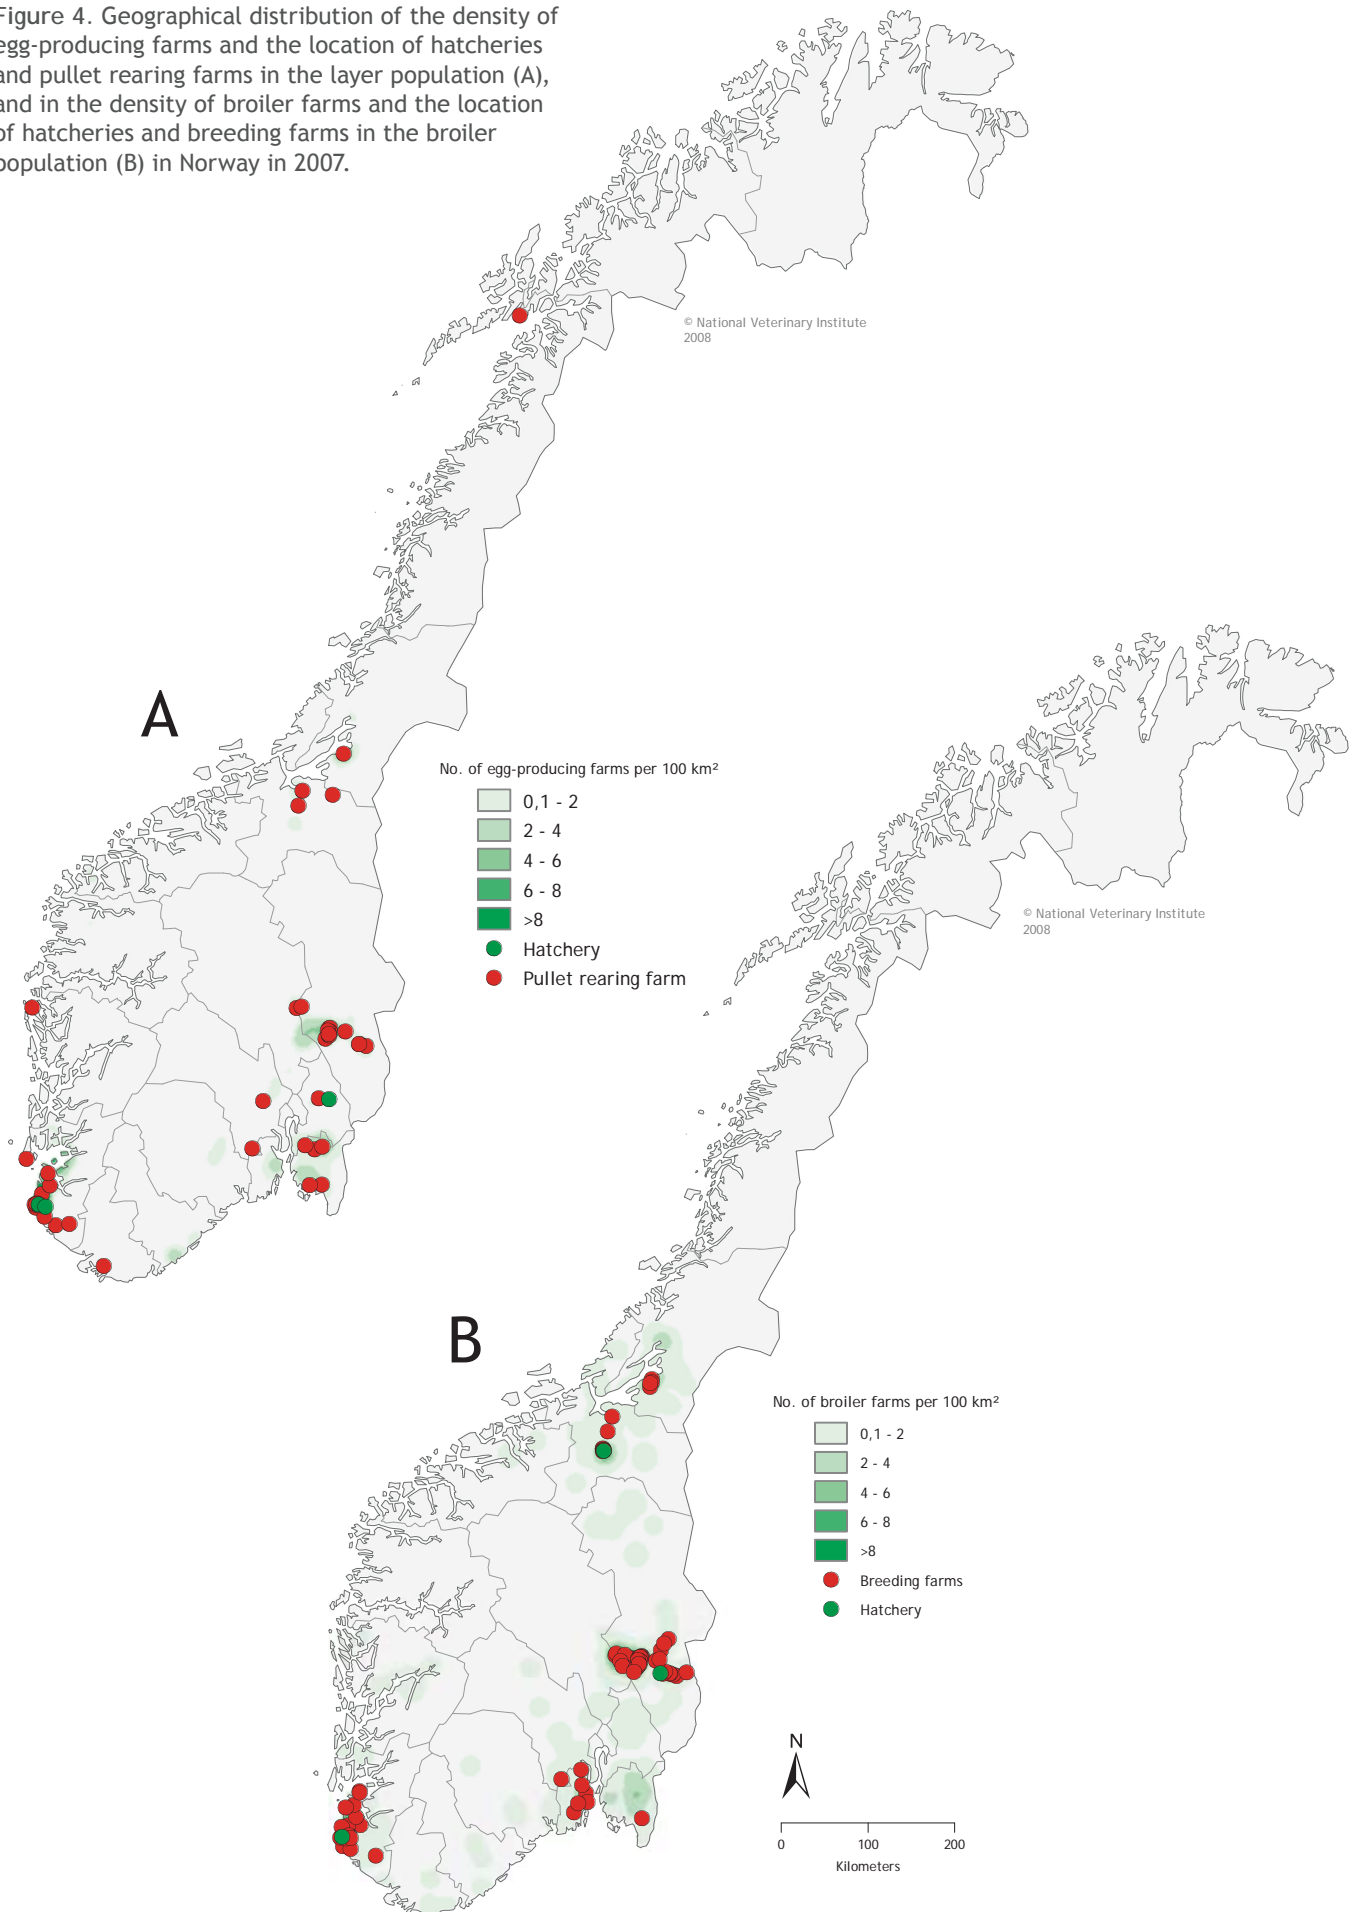 Figure 4. Geographical distribution of the density of
egg-producing farms and the location of hatcheries
and pullet rearing farms in the layer population (A),
and in the density of broiler farms and the location
of hatcheries and breeding farms in the broiler
population (B) in Norway in 2007.
© National Veterinary Institute
2008
A
No. of egg-producing farms per 100 km²
0,1 - 2
2 - 4
4 - 6
6 - 8
>8
Hatchery
Pullet rearing farm
© National Veterinary Institute
2008
B
No. of broiler farms per 100 km²
0,1 - 2
2 - 4
4 - 6
6 - 8
>8
Breeding farms
Hatchery
N
0 100 200
Kilometers